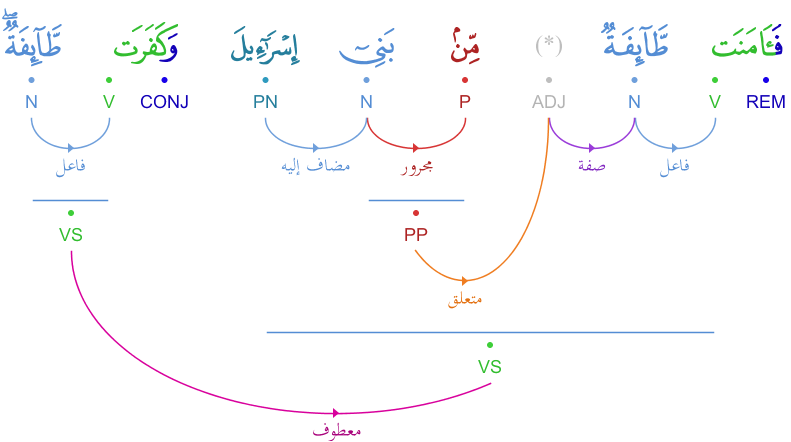 فَـَٔامَنَت طَّآئِفَةٌ (*) مِّنۢ بَنِىٓ إِسْرَٰٓءِيلَ وَكَفَرَت طَّآئِفَةٌ ۖ
REM V N ADJ P N PN CONJ V N
فاعل صفة مجرور مضاف إليه فاعل
PP VS
متعلق
VS
معطوف